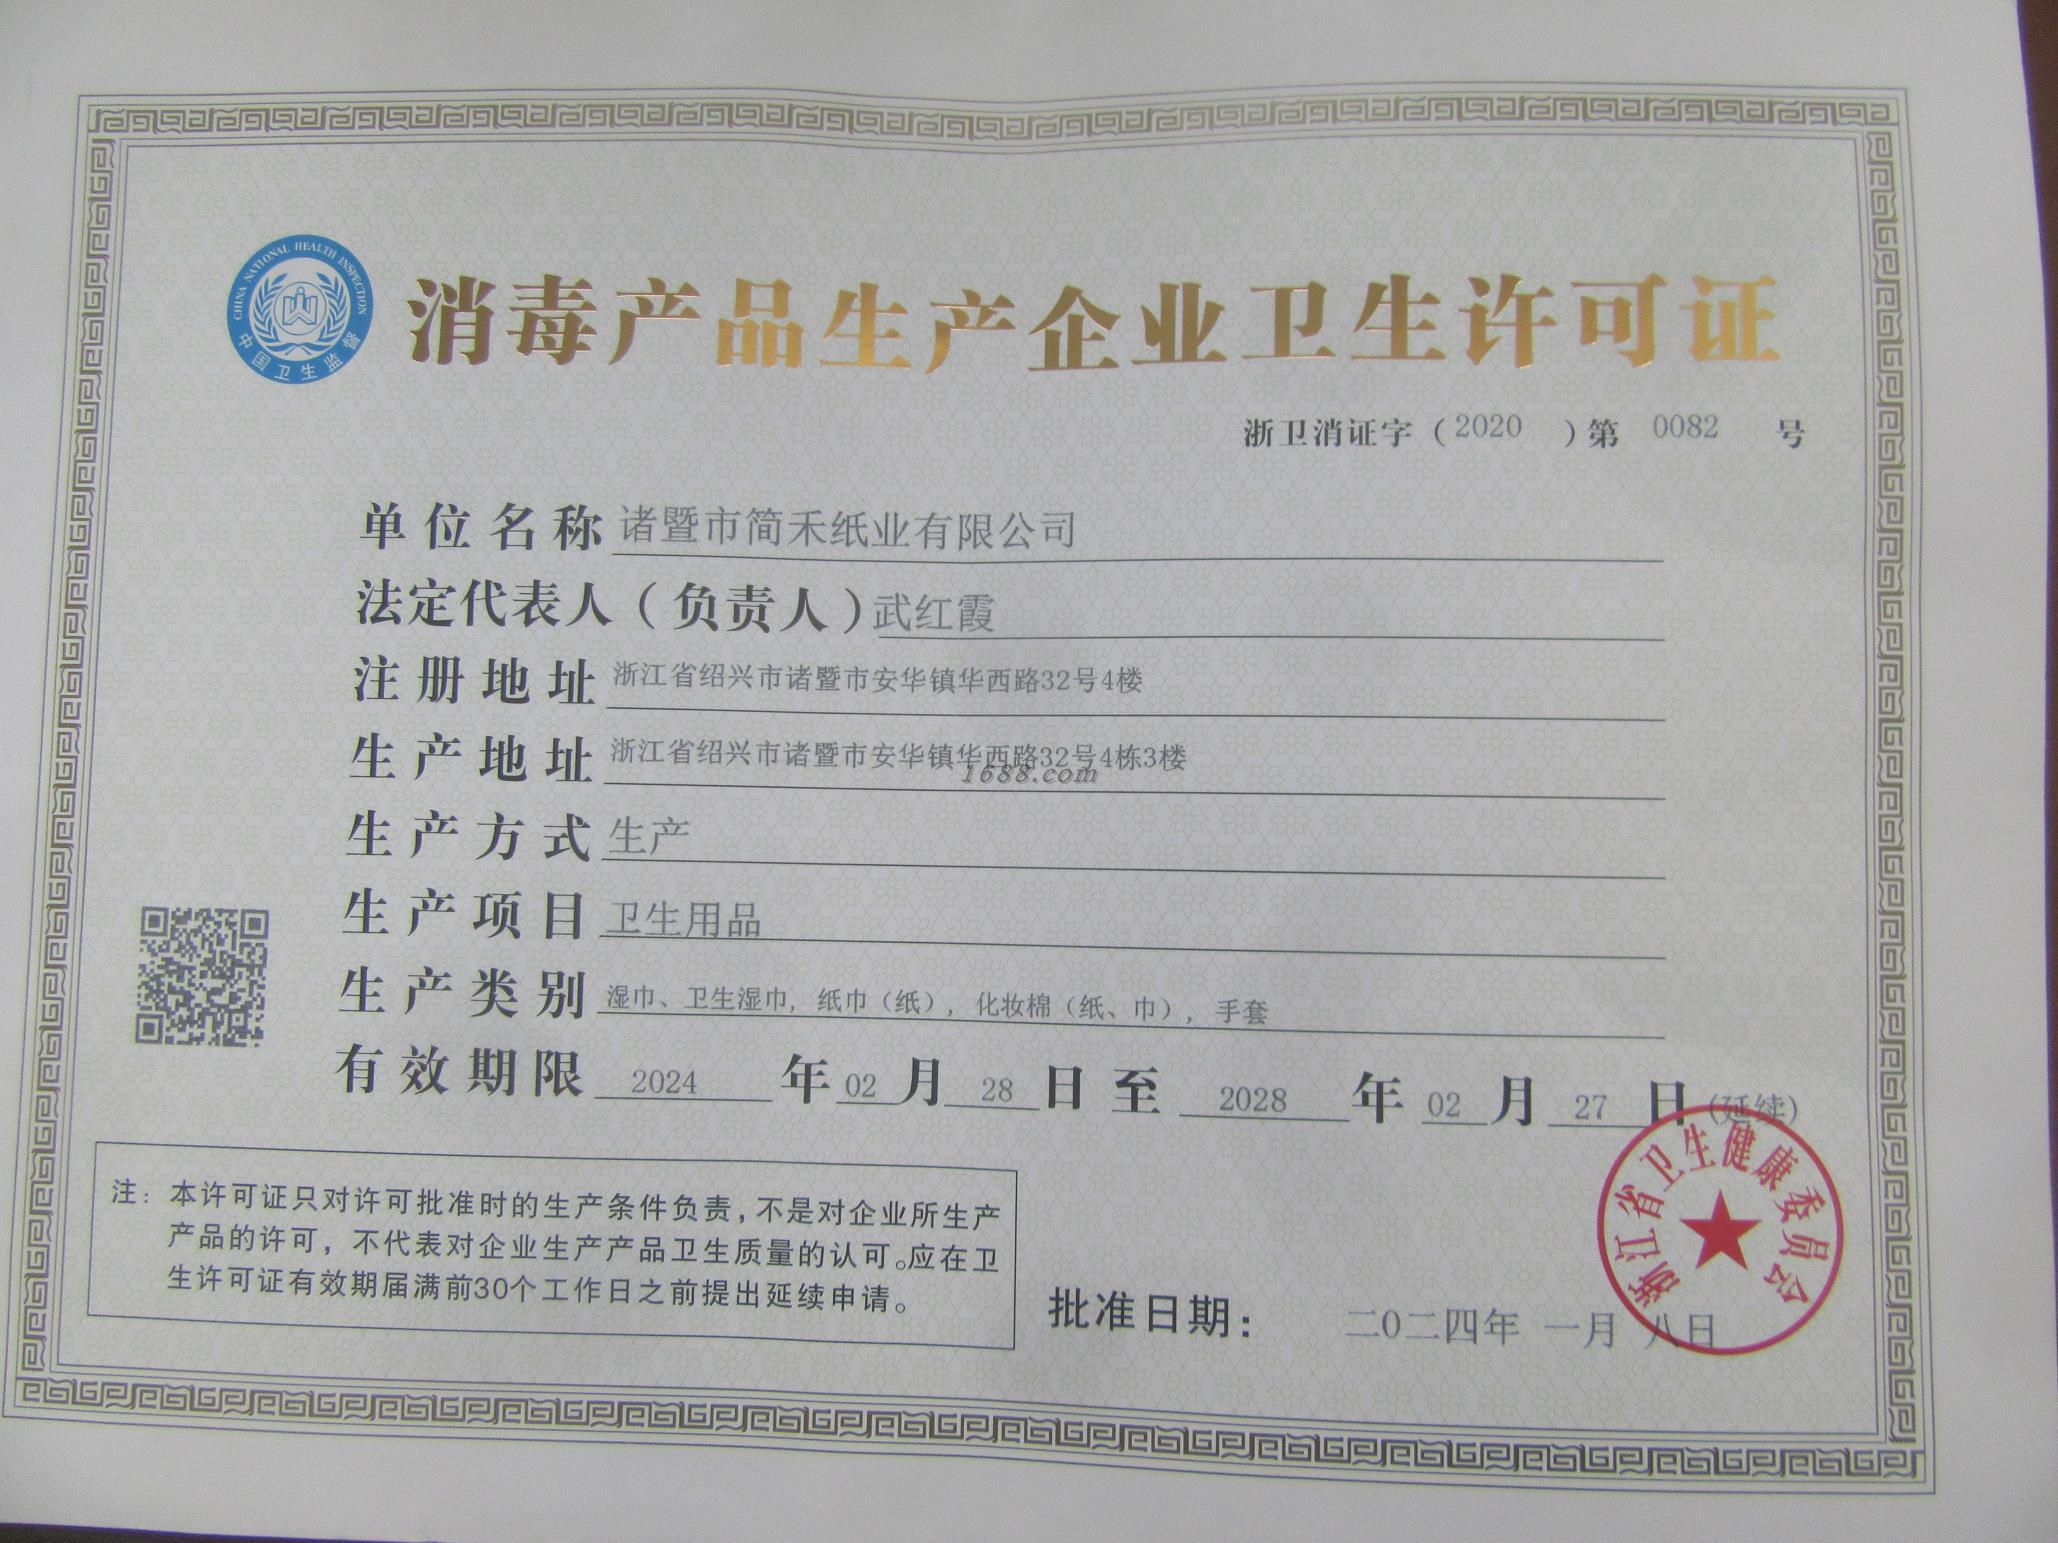 CHINA NATIONAL HEALTH INSPECTION
中国卫生监督
消毒产品生产企业卫生许可证
浙卫消证字（2020）第 0082 号
单位名称 诸暨市简禾纸业有限公司
法定代表人（负责人）武红霞
注册地址 浙江省绍兴市诸暨市安华镇华西路32号4楼
生产地址 浙江省绍兴市诸暨市安华镇华西路32号4栋3楼
1688.com
生产方式 生产
生产项目 卫生用品
生产类别 湿巾、卫生湿巾, 纸巾（纸）, 化妆棉（纸、巾）, 手套
有效期限 2024 年 02 月 28 日至 2028 年 02 月 27 日 (延续)
浙江省卫生健康委员会
注：本许可证只对许可批准时的生产条件负责，不是对企业所生产
产品的许可，不代表对企业生产产品卫生质量的认可。应在卫
生许可证有效期届满前30个工作日之前提出延续申请。
批准日期： 二〇二四年 一月 八日